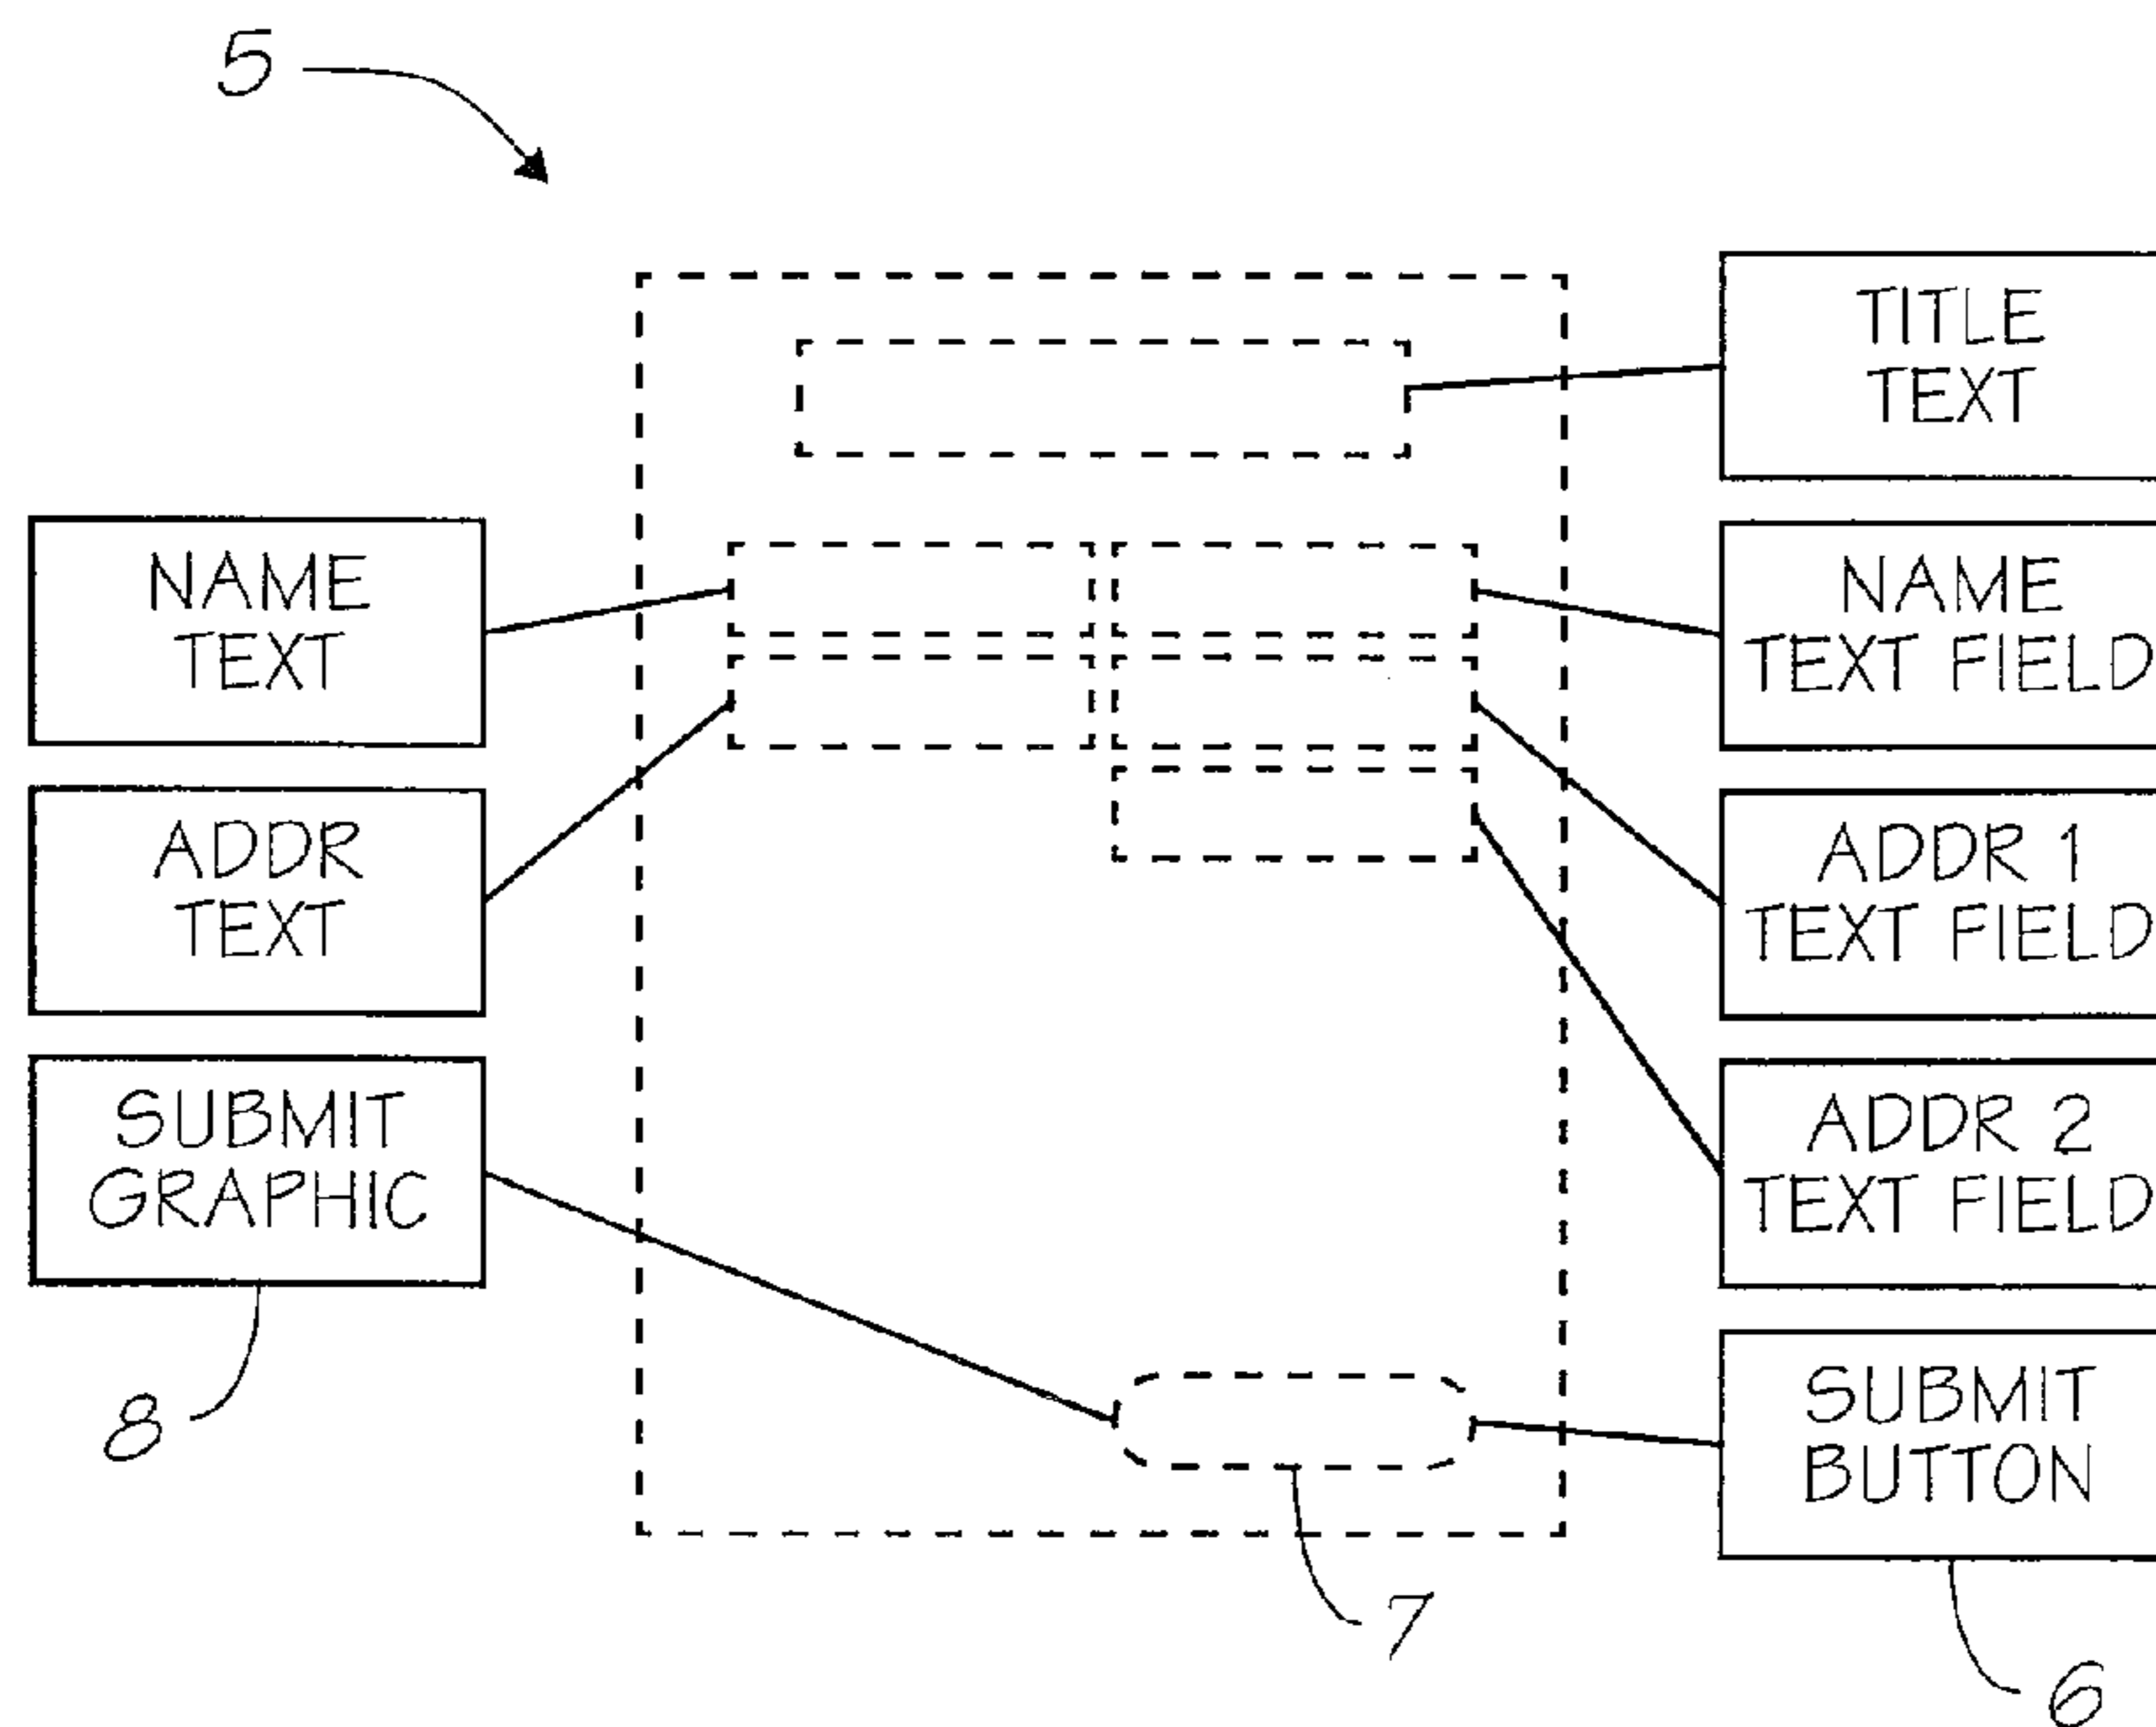 5
TITLE
TEXT
NAME
TEXT
NAME
TEXT FIELD
ADDR
TEXT
ADDR 1
TEXT FIELD
SUBMIT
GRAPHIC
ADDR 2
TEXT FIELD
SUBMIT
BUTTON
8
7
6